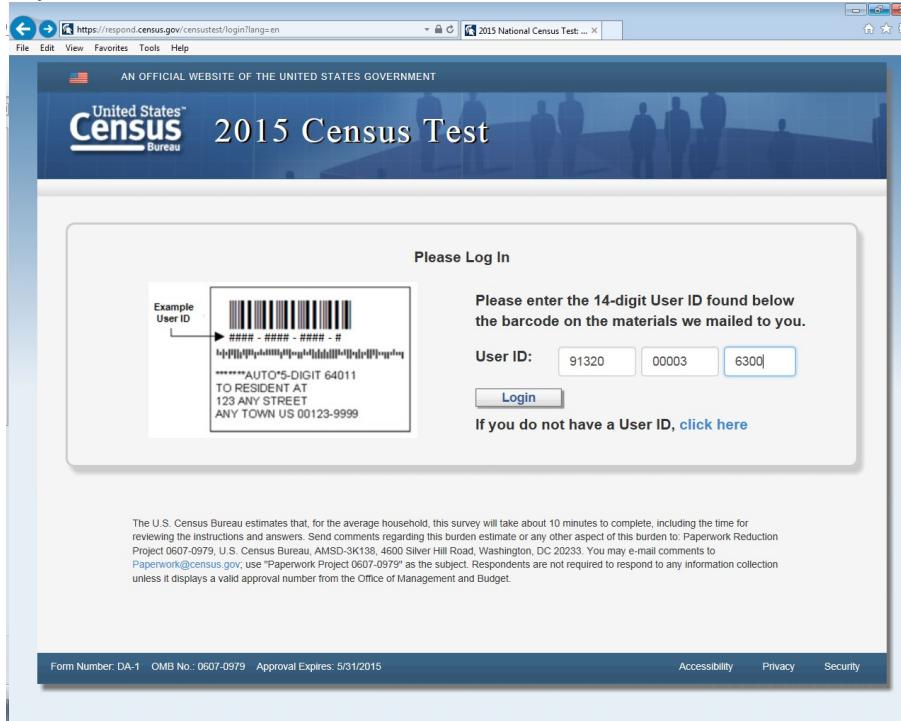 https://respond.census.gov/censustest/login?lang=en
2015 National Census Test: ...
File Edit View Favorites Tools Help
AN OFFICIAL WEBSITE OF THE UNITED STATES GOVERNMENT
United States™
Census
Bureau
2015 Census Test
Please Log In
Example
User ID
#### - #### - #### - #
*******AUTO*5-DIGIT 64011
TO RESIDENT AT
123 ANY STREET
ANY TOWN US 00123-9999
Please enter the 14-digit User ID found below
the barcode on the materials we mailed to you.
User ID: 91320 00003 6300
Login
If you do not have a User ID, click here
The U.S. Census Bureau estimates that, for the average household, this survey will take about 10 minutes to complete, including the time for
reviewing the instructions and answers. Send comments regarding this burden estimate or any other aspect of this burden to: Paperwork Reduction
Project 0607-0979, U.S. Census Bureau, AMSD-3K138, 4600 Silver Hill Road, Washington, DC 20233. You may e-mail comments to
Paperwork@census.gov; use "Paperwork Project 0607-0979" as the subject. Respondents are not required to respond to any information collection
unless it displays a valid approval number from the Office of Management and Budget.
Form Number: DA-1 OMB No.: 0607-0979 Approval Expires: 5/31/2015 Accessibility Privacy Security